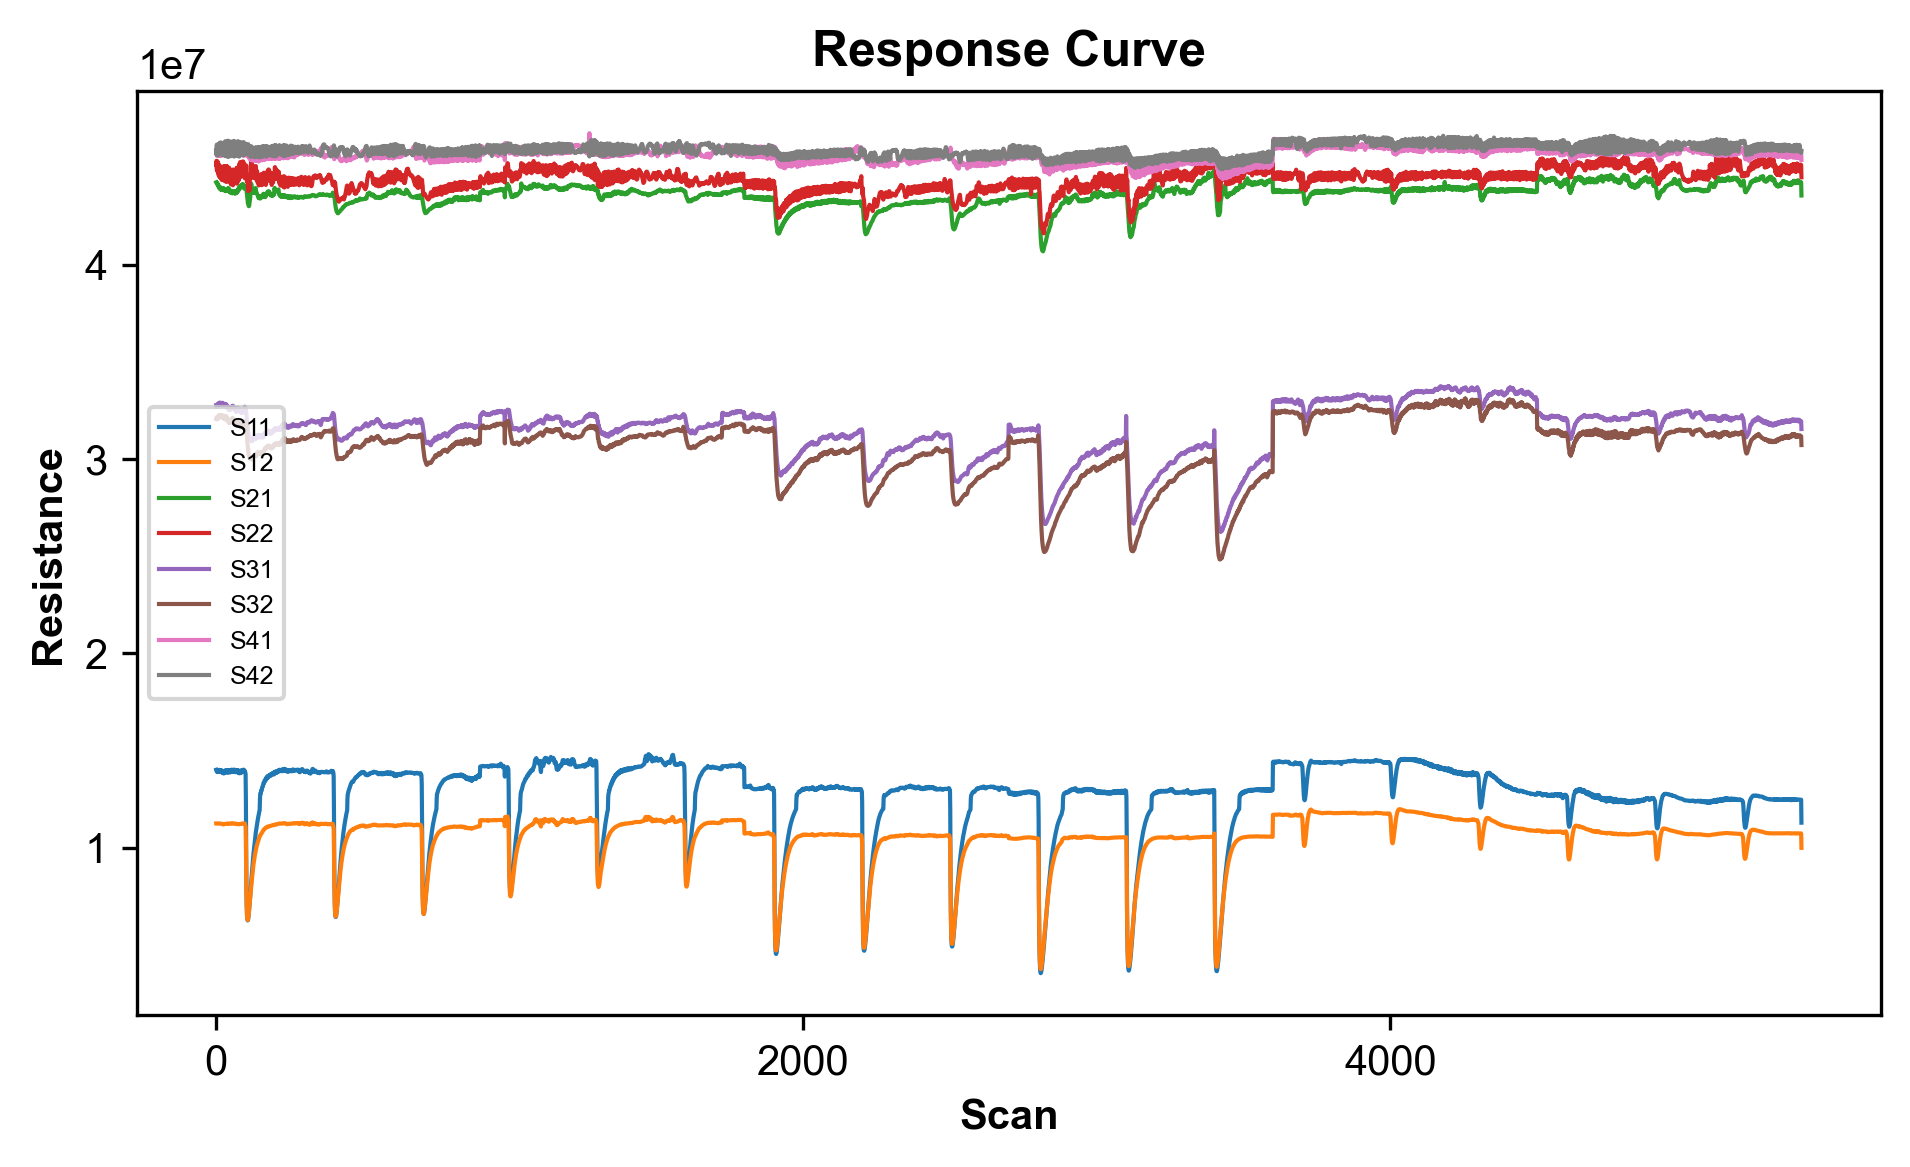 Response Curve
1e7
4
3
2
1
Resistance
S11
S12
S21
S22
S31
S32
S41
S42
0 2000 4000
Scan